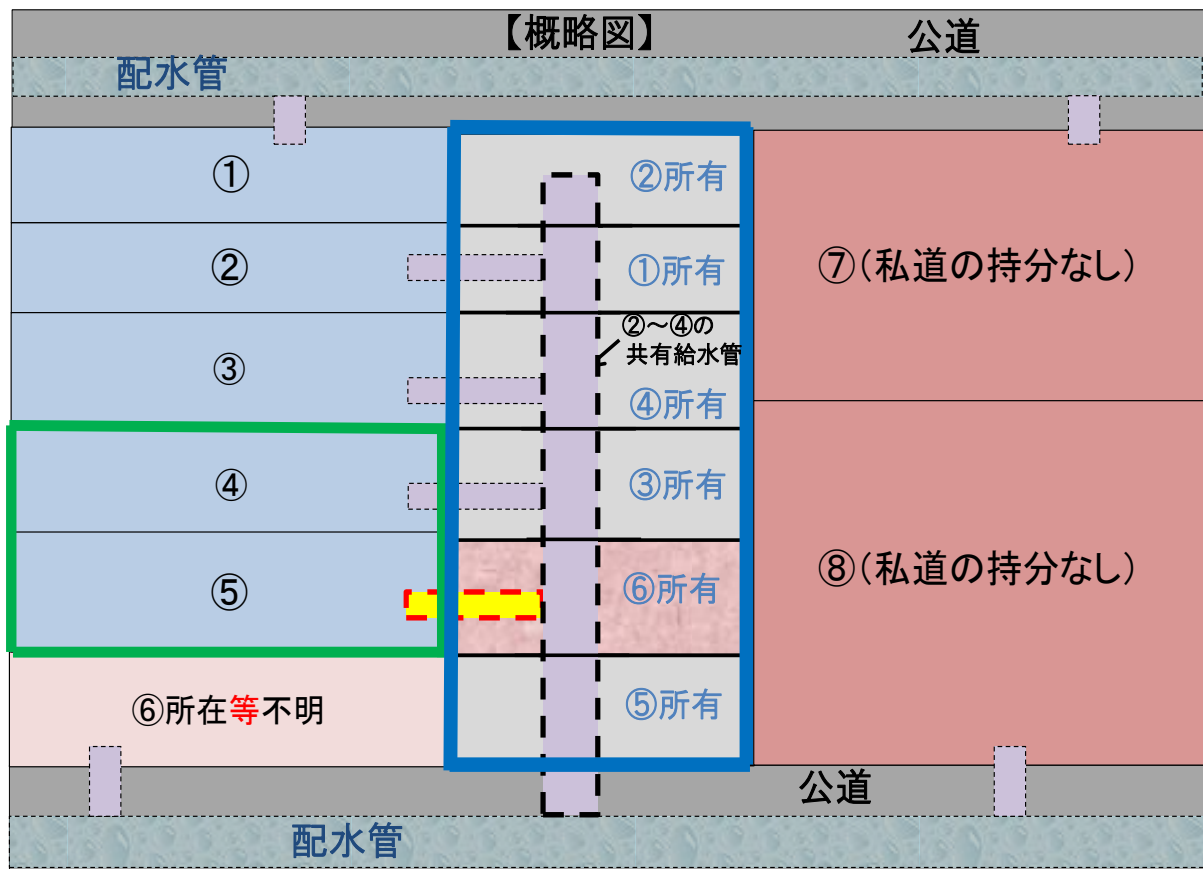 【概略図】
公道
配水管
①
②所有
②
①所有
⑦（私道の持分なし）
②～④の
共有給水管
③
④所有
④
③所有
⑧（私道の持分なし）
⑤
⑥所有
⑥所在等不明
⑤所有
公道
配水管